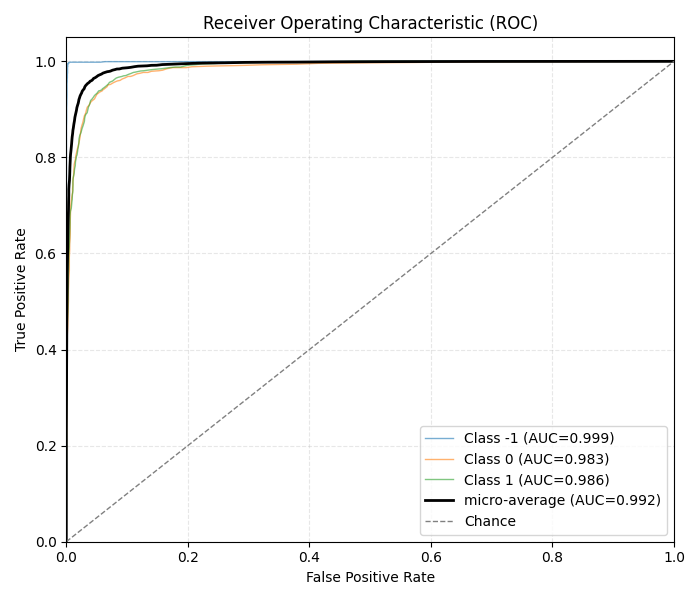 Receiver Operating Characteristic (ROC)
True Positive Rate
1.0
0.8
0.6
0.4
0.2
0.0
Class -1 (AUC=0.999)
Class 0 (AUC=0.983)
Class 1 (AUC=0.986)
micro-average (AUC=0.992)
Chance
0.0 0.2 0.4 0.6 0.8 1.0
False Positive Rate